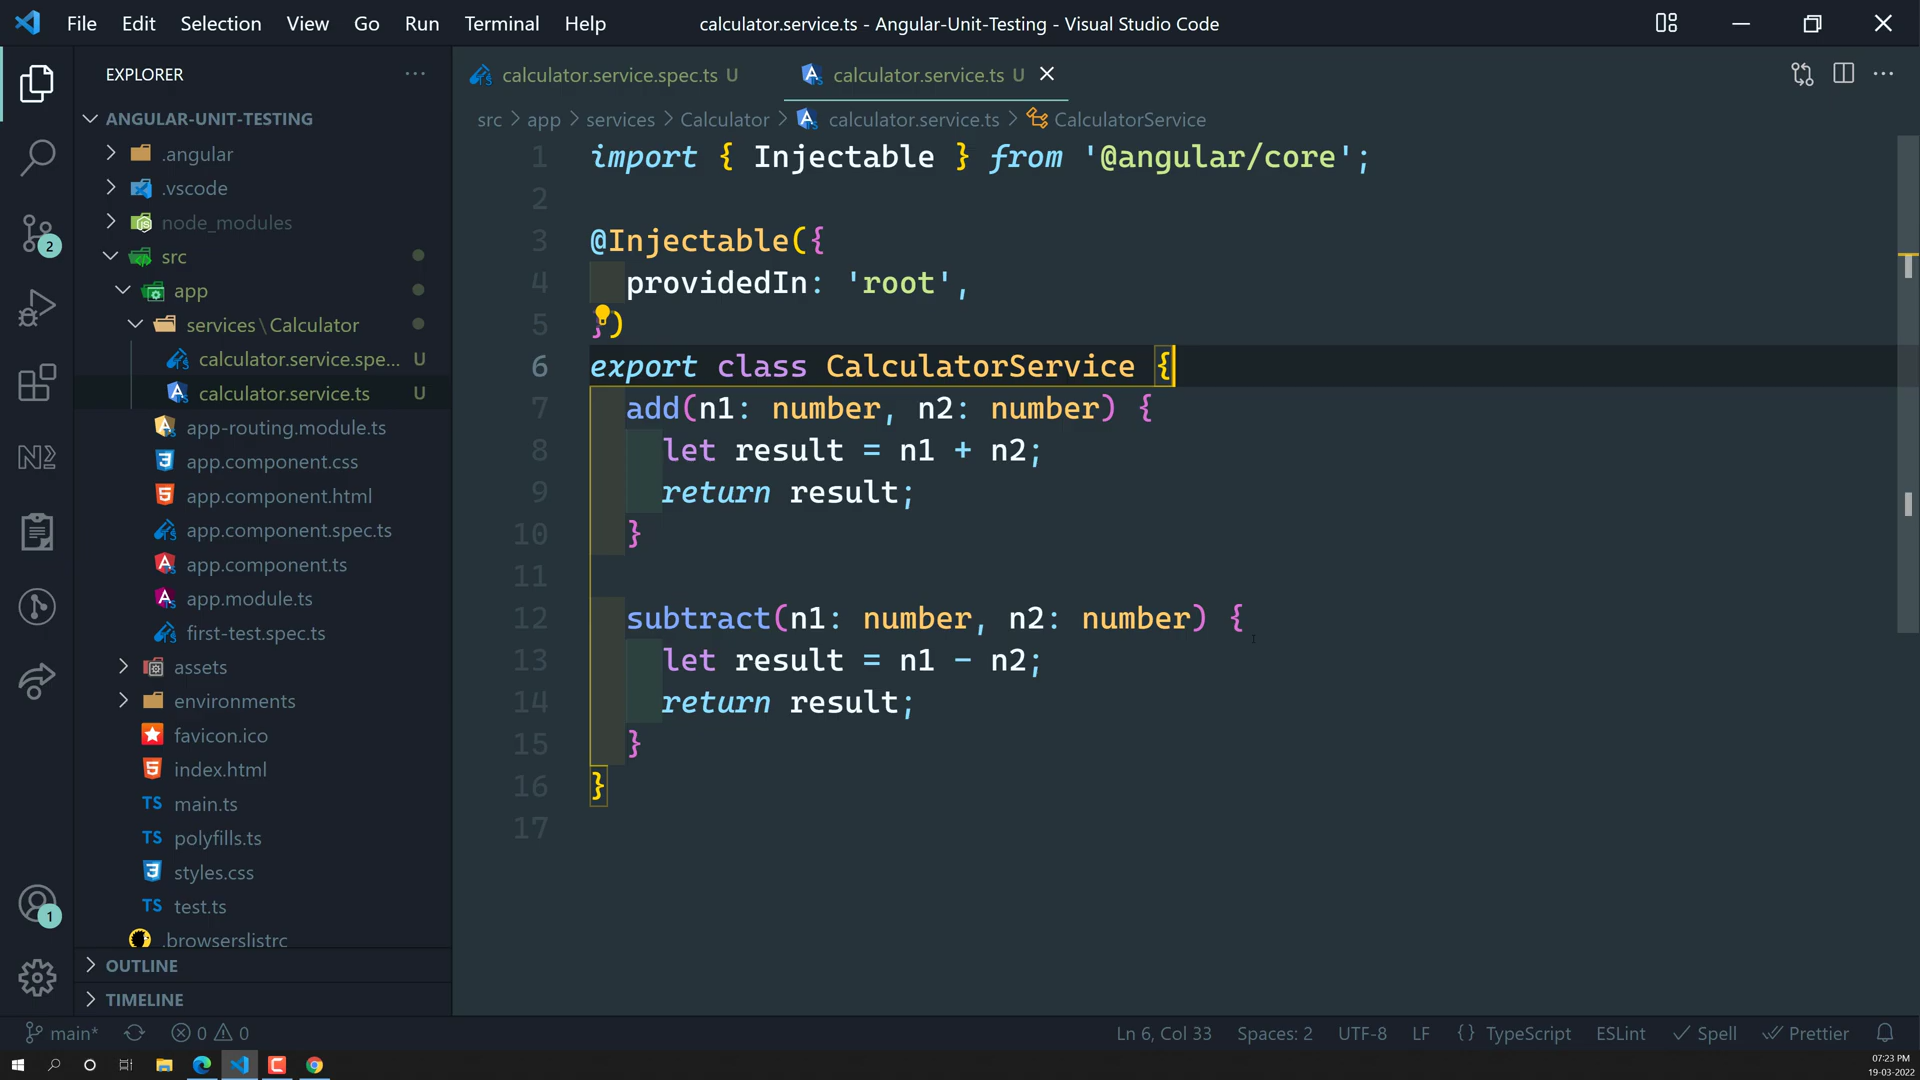 File Edit Selection View Go Run Terminal Help
calculator.service.ts - Angular-Unit-Testing - Visual Studio Code
EXPLORER
ANGULAR-UNIT-TESTING
.angular
.vscode
node_modules
src
app
services\Calculator
calculator.service.spe... U
calculator.service.ts U
app-routing.module.ts
app.component.css
app.component.html
app.component.spec.ts
app.component.ts
app.module.ts
first-test.spec.ts
assets
environments
favicon.ico
index.html
TS main.ts
TS polyfills.ts
styles.css
TS test.ts
.browserslistrc
OUTLINE
TIMELINE
2
1
calculator.service.spec.ts U
calculator.service.ts U
src > app > services > Calculator > calculator.service.ts > CalculatorService
1 import { Injectable } from '@angular/core';
2
3 @Injectable({
4 providedIn: 'root',
5 })
6 export class CalculatorService {
7 add(n1: number, n2: number) {
8 let result = n1 + n2;
9 return result;
10 }
11
12 subtract(n1: number, n2: number) {
13 let result = n1 - n2;
14 return result;
15 }
16 }
17
main* 0 0 Ln 6, Col 33 Spaces: 2 UTF-8 LF {} TypeScript ESLint Spell Prettier
07:23 PM
19-03-2022